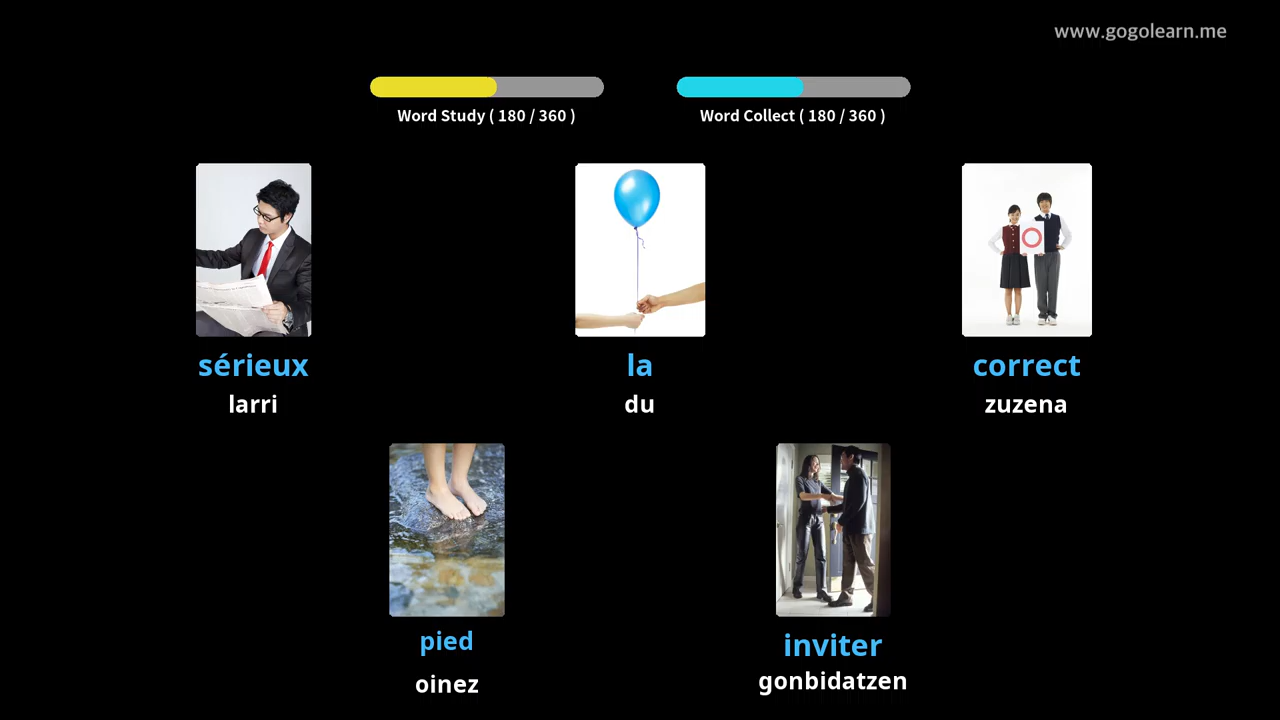 www.gogolearn.me
Word Study ( 180 / 360 )
Word Collect ( 180 / 360 )
sérieux
larri
la
du
correct
zuzena
pied
oinez
inviter
gonbidatzen